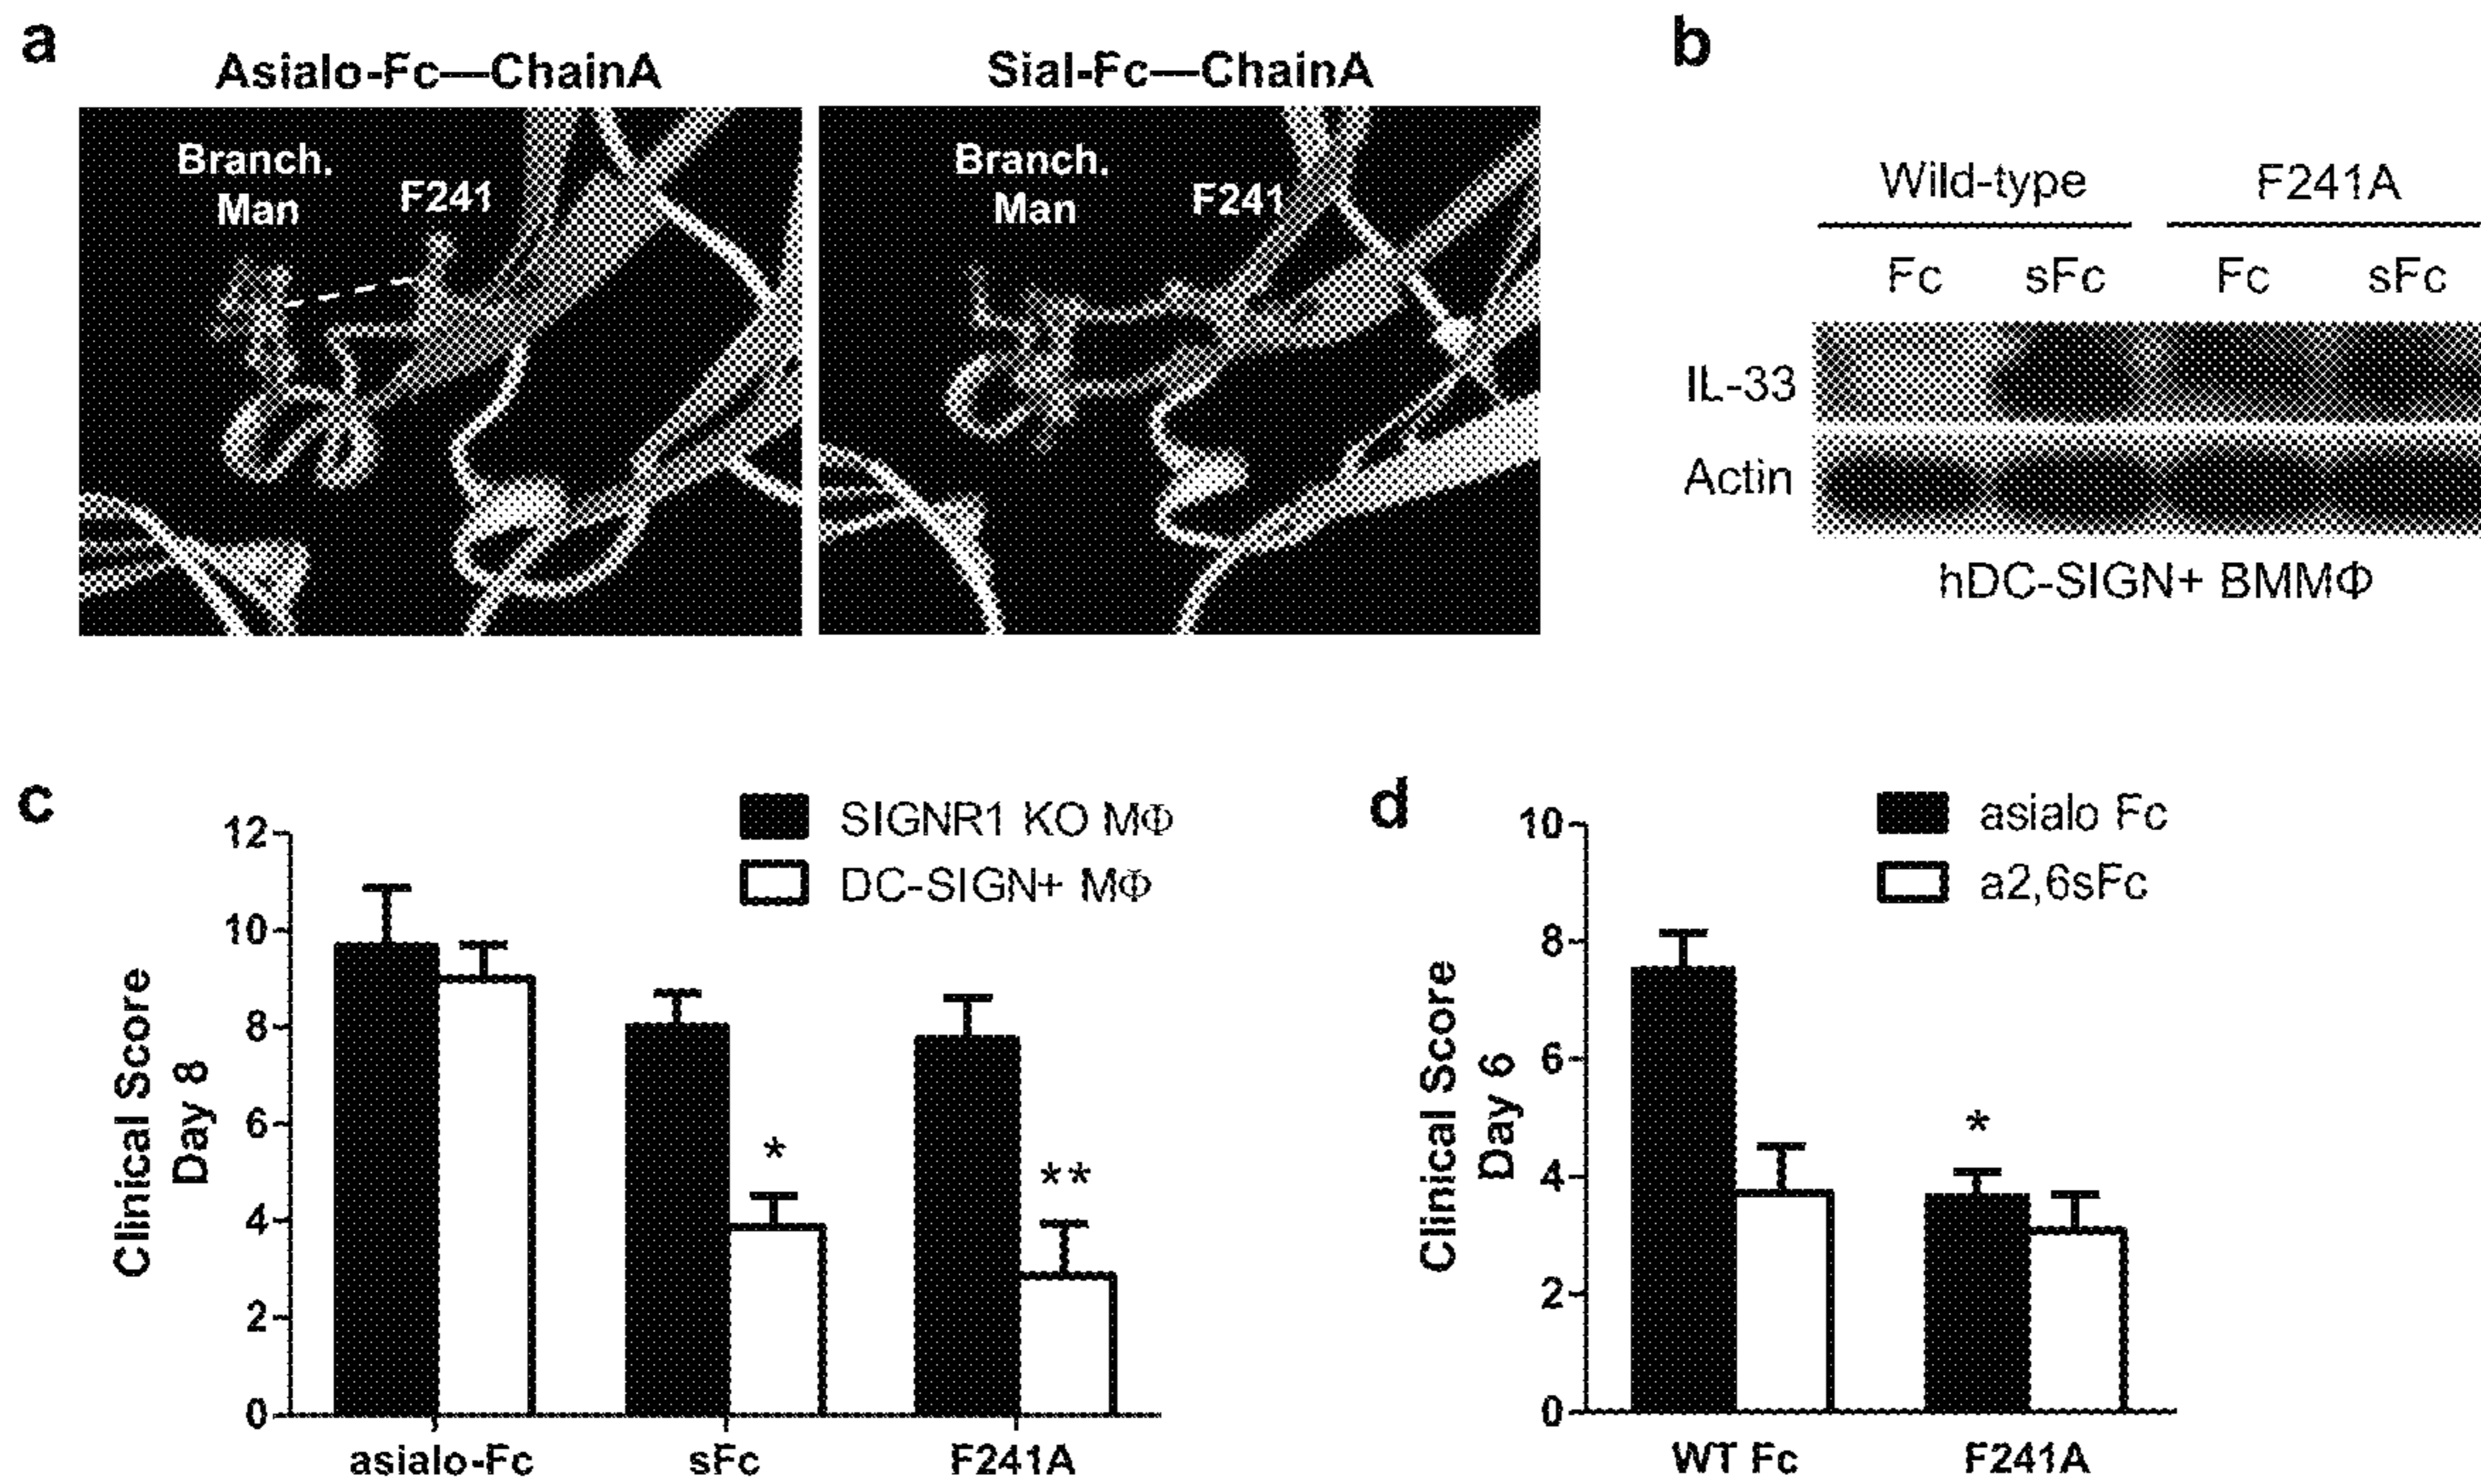 a
Asialo-Fc—ChainA
Sial-Fc—ChainA
Branch.
Man
F241
Branch.
Man
F241
b
Wild-type
F241A
Fc
sFc
Fc
sFc
IL-33
Actin
hDC-SIGN+ BMMΦ
c
SIGNR1 KO MΦ
DC-SIGN+ MΦ
Clinical Score
Day 8
12
10
8
6
4
2
0
*
**
asialo-Fc
sFc
F241A
d
asialo Fc
a2,6sFc
Clinical Score
Day 6
10
8
6
4
2
0
*
WT Fc
F241A